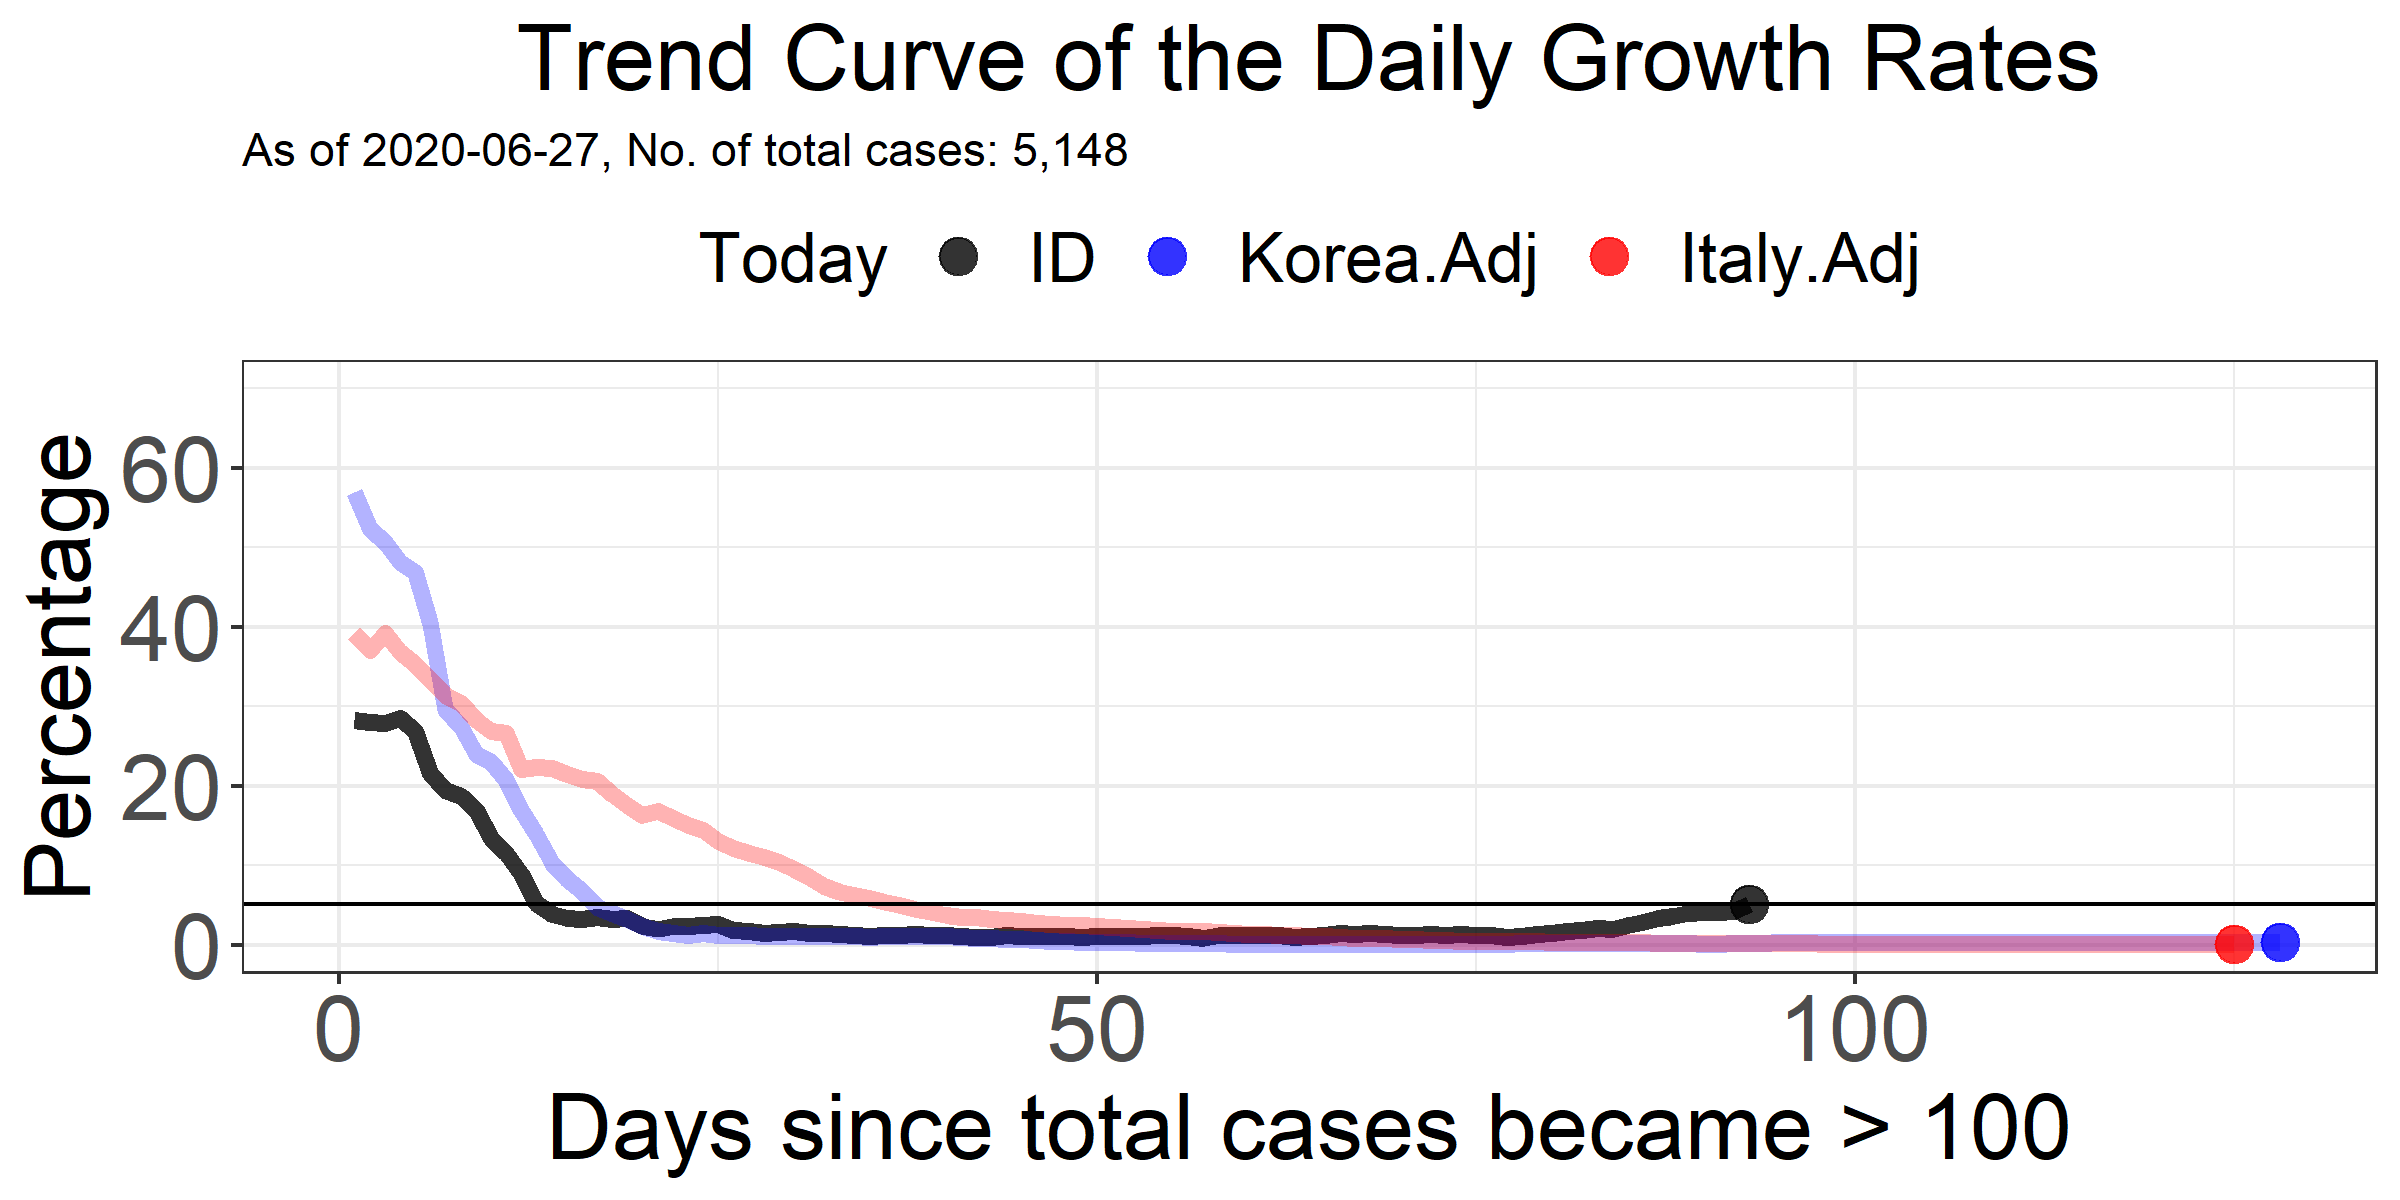 Trend Curve of the Daily Growth Rates
As of 2020-06-27, No. of total cases: 5,148
Today ID Korea.Adj Italy.Adj
Percentage
60
40
20
0
0 50 100
Days since total cases became > 100